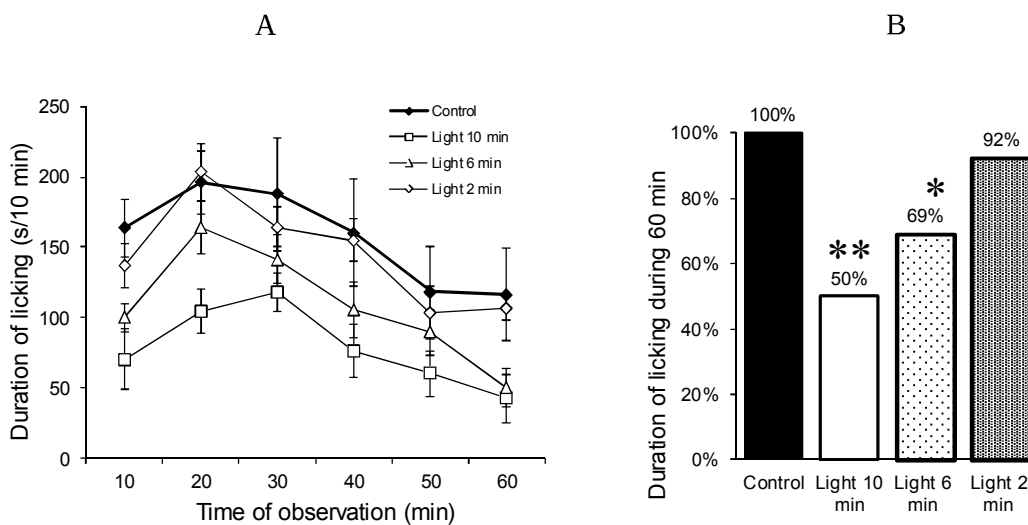 A
B
250
200
150
100
50
0
Duration of licking (s/10 min)
Control
Light 10 min
Light 6 min
Light 2 min
10 20 30 40 50 60
Time of observation (min)
Duration of licking during 60 min
100%
80%
60%
40%
20%
0%
100%
**
50%
*
69%
92%
Control Light 10 Light 6 Light 2
min min min